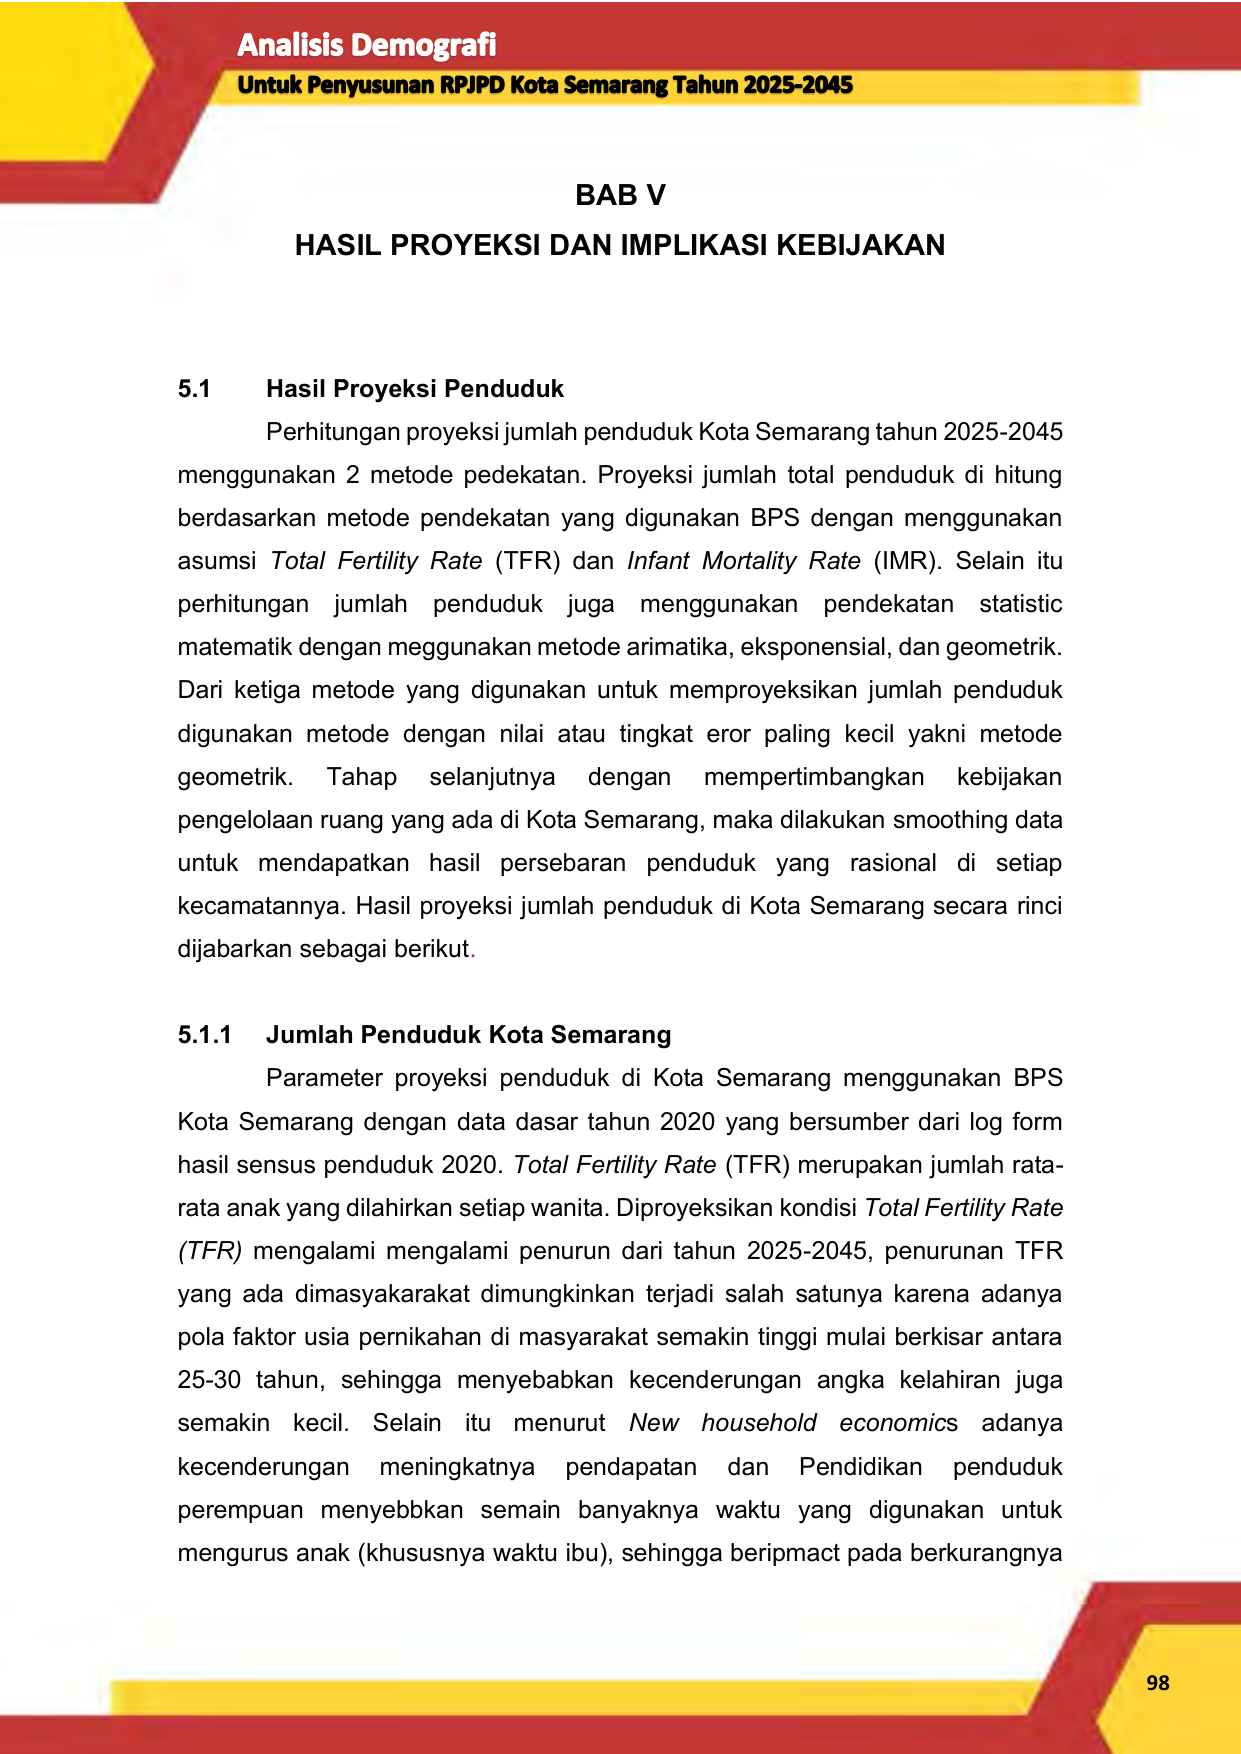 Analisis Demografi
Untuk Penyusunan RPJPD Kota Semarang Tahun 2025-2045
BAB V
HASIL PROYEKSI DAN IMPLIKASI KEBIJAKAN
5.1 Hasil Proyeksi Penduduk
Perhitungan proyeksi jumlah penduduk Kota Semarang tahun 2025-2045
menggunakan 2 metode pedekatan. Proyeksi jumlah total penduduk di hitung
berdasarkan metode pendekatan yang digunakan BPS dengan menggunakan
asumsi Total Fertility Rate (TFR) dan Infant Mortality Rate (IMR). Selain itu
perhitungan jumlah penduduk juga menggunakan pendekatan statistic
matematik dengan meggunakan metode arimatika, eksponensial, dan geometrik.
Dari ketiga metode yang digunakan untuk memproyeksikan jumlah penduduk
digunakan metode dengan nilai atau tingkat eror paling kecil yakni metode
geometrik. Tahap selanjutnya dengan mempertimbangkan kebijakan
pengelolaan ruang yang ada di Kota Semarang, maka dilakukan smoothing data
untuk mendapatkan hasil persebaran penduduk yang rasional di setiap
kecamatannya. Hasil proyeksi jumlah penduduk di Kota Semarang secara rinci
dijabarkan sebagai berikut.
5.1.1 Jumlah Penduduk Kota Semarang
Parameter proyeksi penduduk di Kota Semarang menggunakan BPS
Kota Semarang dengan data dasar tahun 2020 yang bersumber dari log form
hasil sensus penduduk 2020. Total Fertility Rate (TFR) merupakan jumlah rata-
rata anak yang dilahirkan setiap wanita. Diproyeksikan kondisi Total Fertility Rate
(TFR) mengalami mengalami penurun dari tahun 2025-2045, penurunan TFR
yang ada dimasyakarakat dimungkinkan terjadi salah satunya karena adanya
pola faktor usia pernikahan di masyarakat semakin tinggi mulai berkisar antara
25-30 tahun, sehingga menyebabkan kecenderungan angka kelahiran juga
semakin kecil. Selain itu menurut New household economics adanya
kecenderungan meningkatnya pendapatan dan Pendidikan penduduk
perempuan menyebbkan semain banyaknya waktu yang digunakan untuk
mengurus anak (khususnya waktu ibu), sehingga beripmact pada berkurangnya
98